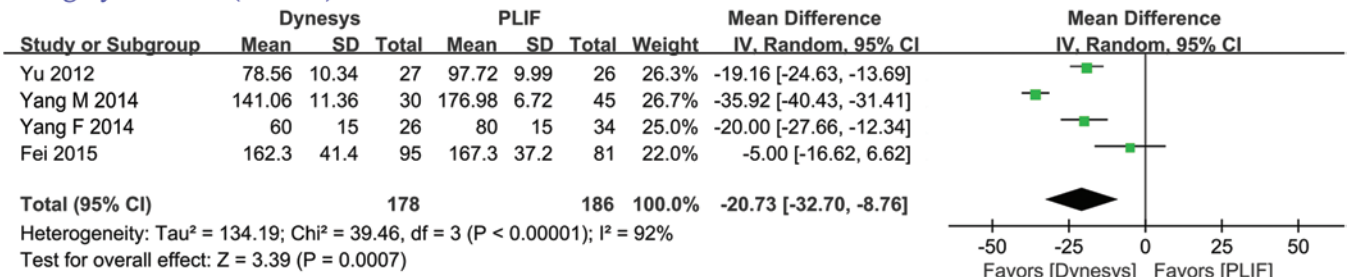 Dynesys PLIF Mean Difference Mean Difference
Study or Subgroup Mean SD Total Mean SD Total Weight IV, Random, 95% CI IV, Random, 95% CI
Yu 2012 78.56 10.34 27 97.72 9.99 26 26.3% -19.16 [-24.63, -13.69]
Yang M 2014 141.06 11.36 30 176.98 6.72 45 26.7% -35.92 [-40.43, -31.41]
Yang F 2014 60 15 26 80 15 34 25.0% -20.00 [-27.66, -12.34]
Fei 2015 162.3 41.4 95 167.3 37.2 81 22.0% -5.00 [-16.62, 6.62]
Total (95% CI) 178 186 100.0% -20.73 [-32.70, -8.76]
Heterogeneity: Tau² = 134.19; Chi² = 39.46, df = 3 (P < 0.00001); I² = 92%
Test for overall effect: Z = 3.39 (P = 0.0007)
-50 -25 0 25 50
Favors [Dynesys] Favors [PLIF]